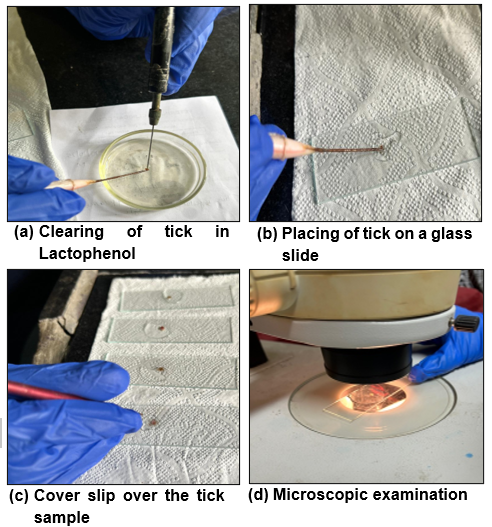 (a) Clearing of tick in
Lactophenol
(b) Placing of tick on a glass
slide
(c) Cover slip over the tick
sample
(d) Microscopic examination